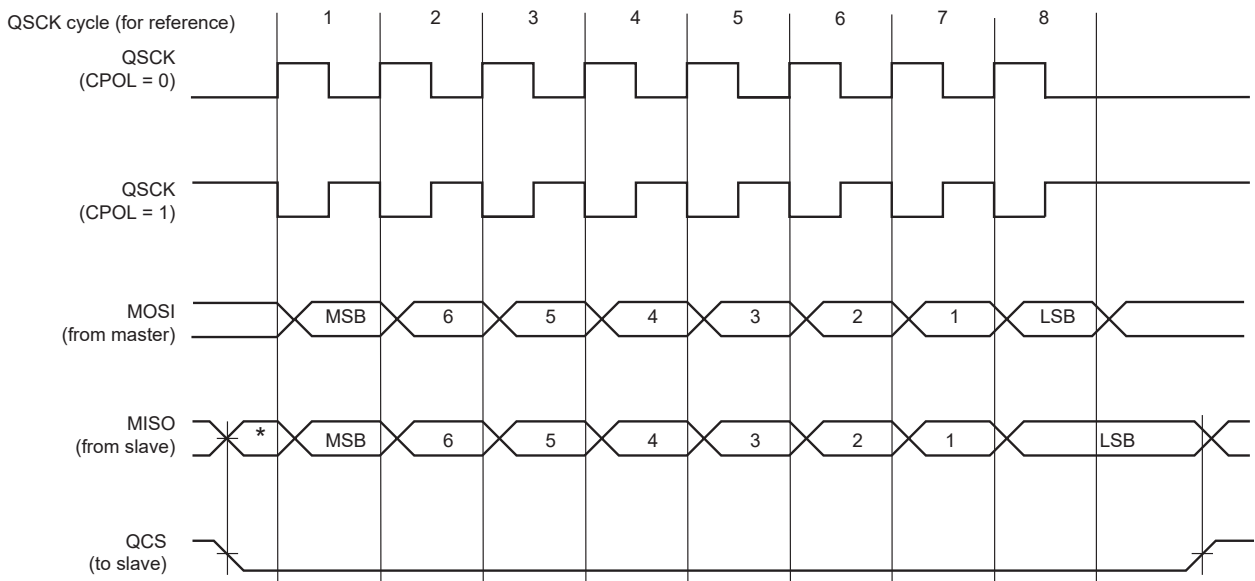 QSCK cycle (for reference) 1 2 3 4 5 6 7 8
QSCK
(CPOL = 0)
QSCK
(CPOL = 1)
MOSI
(from master)
MSB 6 5 4 3 2 1 LSB
MISO
(from slave)
* MSB 6 5 4 3 2 1 LSB
QCS
(to slave)